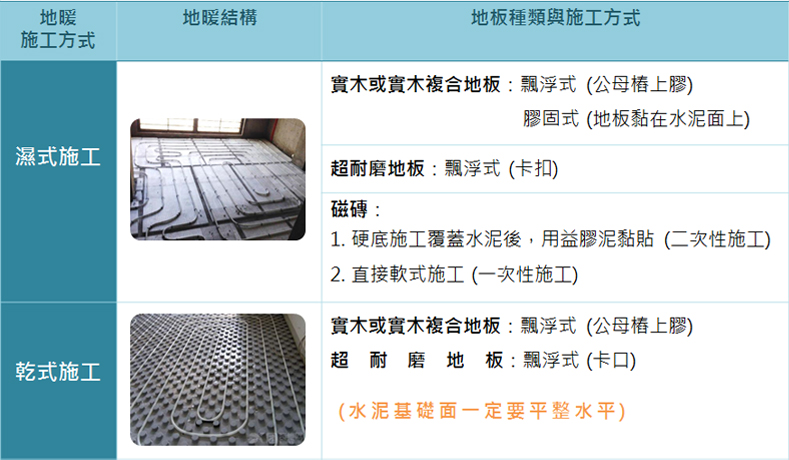 地暖
施工方式
地暖結構
地板種類與施工方式
濕式施工
實木或實木複合地板：飄浮式 (公母樁上膠)
膠固式 (地板黏在水泥面上)
超耐磨地板：飄浮式 (卡扣)
磁磚：
1. 硬底施工覆蓋水泥後，用益膠泥黏貼 (二次性施工)
2. 直接軟式施工 (一次性施工)
乾式施工
實木或實木複合地板：飄浮式 (公母樁上膠)
超耐磨地板：飄浮式 (卡口)
(水泥基礎面一定要平整水平)